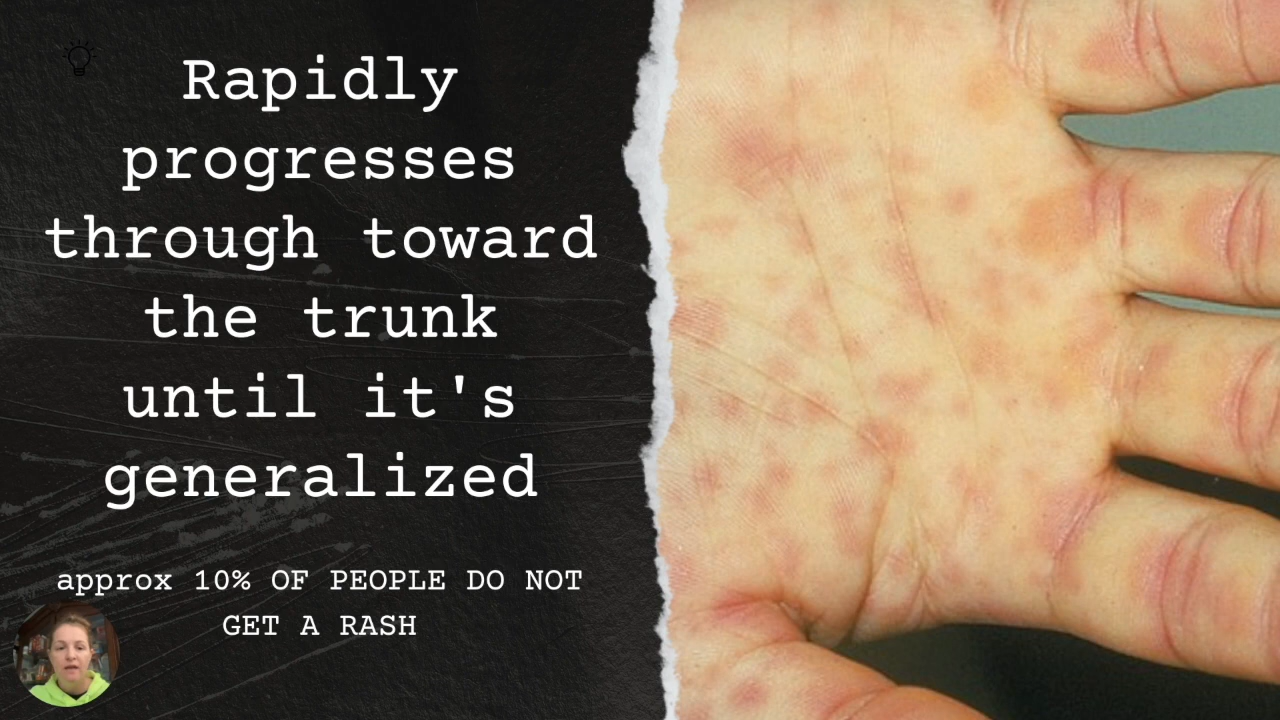 Rapidly
progresses
through toward
the trunk
until it's
generalized
approx 10% OF PEOPLE DO NOT
GET A RASH